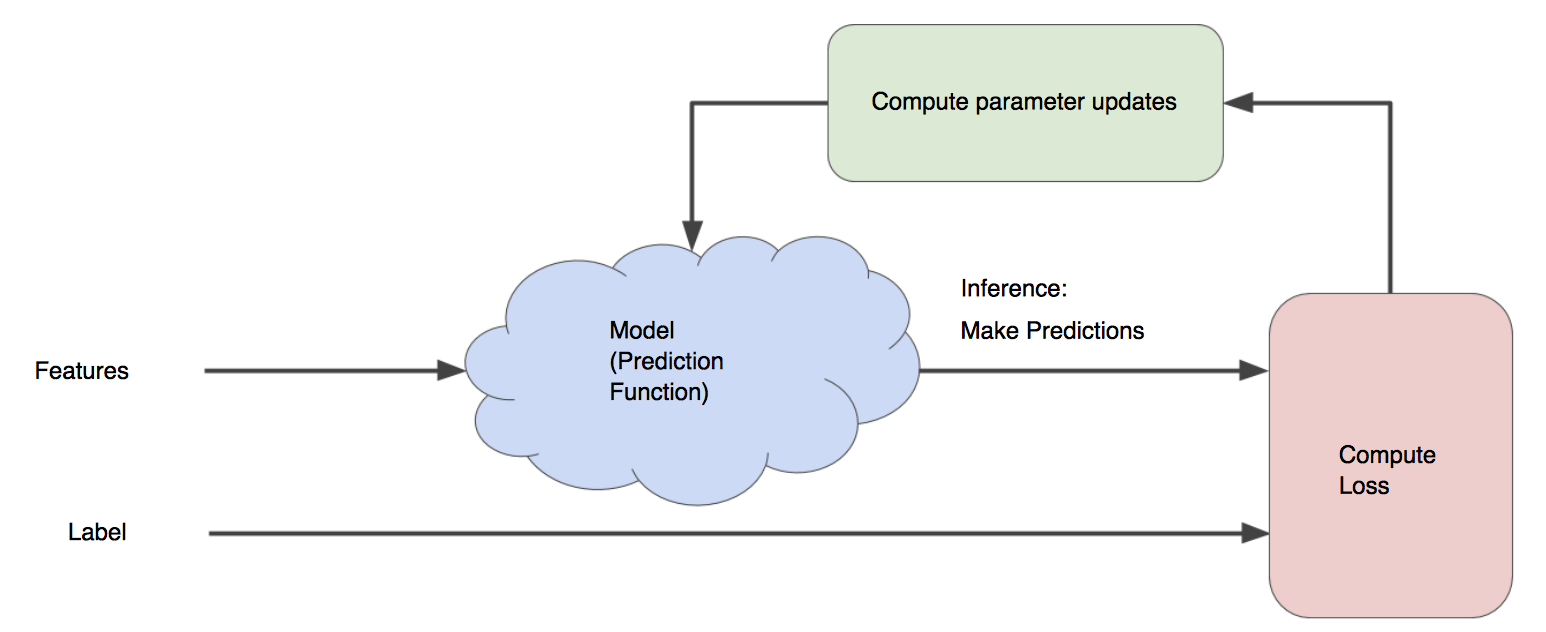 Compute parameter updates
Inference:
Make Predictions
Model
(Prediction
Function)
Features
Compute
Loss
Label